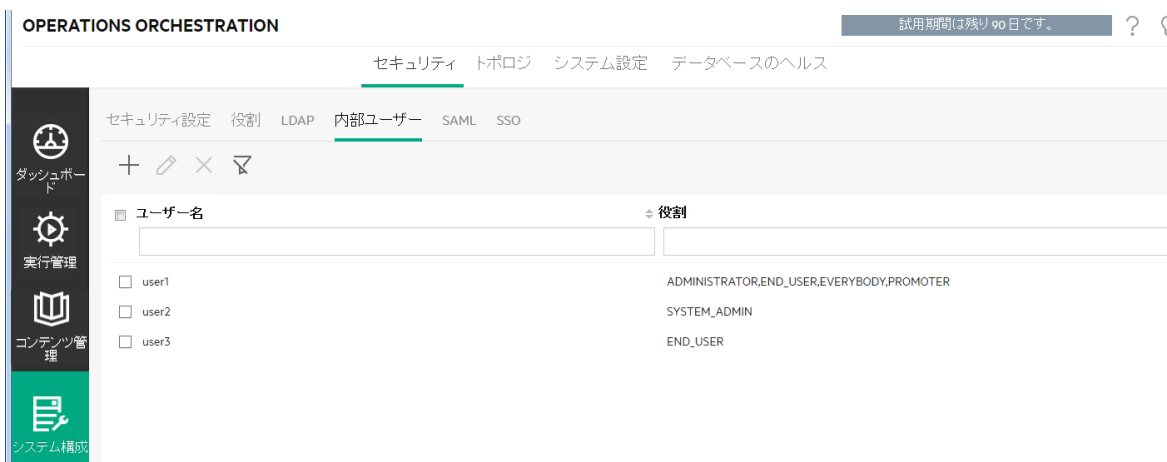 OPERATIONS ORCHESTRATION
試用期間は残り 90 日です。
?
セキュリティ トポロジ システム設定 データベースのヘルス
セキュリティ設定 役割 LDAP 内部ユーザー SAML SSO
ダッシュボー
ド
実行管理
コンテンツ管
理
システム構成
ユーザー名 役割
user1 ADMINISTRATOR,END_USER,EVERYBODY,PROMOTER
user2 SYSTEM_ADMIN
user3 END_USER